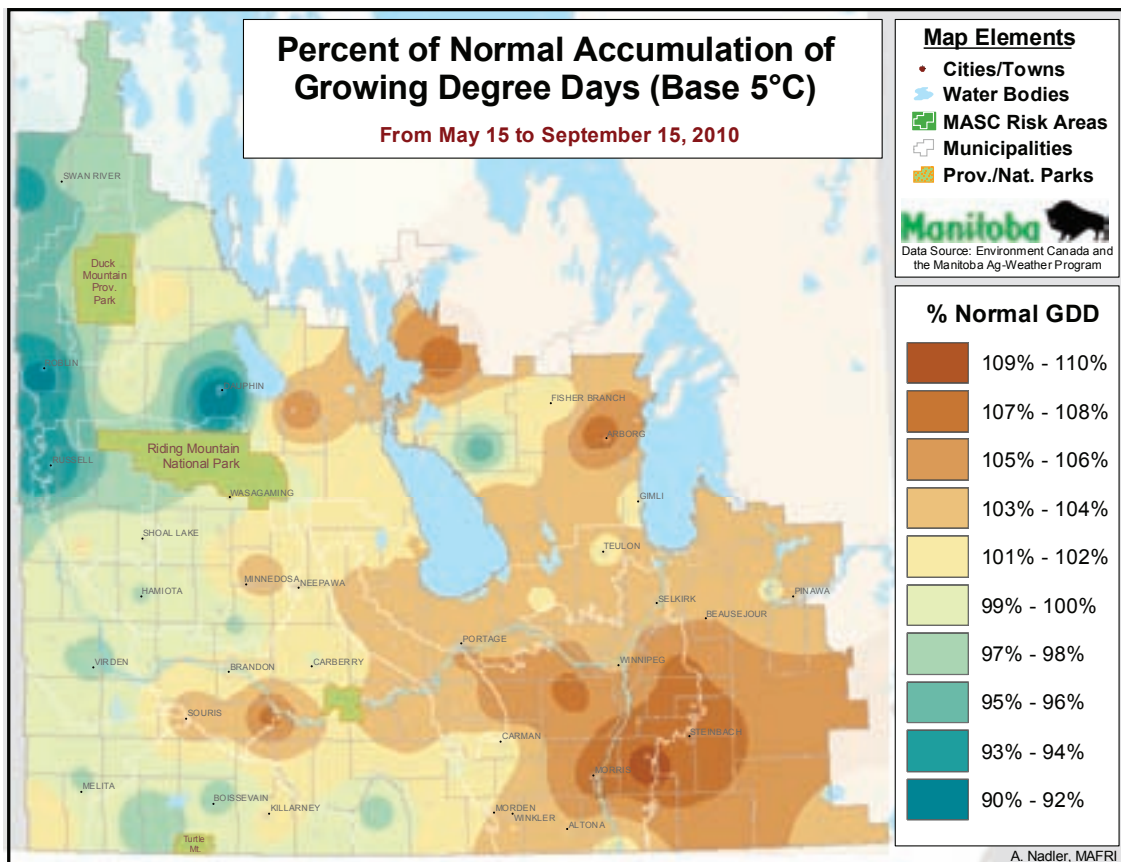 Percent of Normal Accumulation of
Growing Degree Days (Base 5°C)
From May 15 to September 15, 2010
Map Elements
Cities/Towns
Water Bodies
MASC Risk Areas
Municipalities
Prov./Nat. Parks
Manitoba
Data Source: Environment Canada and
the Manitoba Ag-Weather Program
% Normal GDD
109% - 110%
107% - 108%
105% - 106%
103% - 104%
101% - 102%
99% - 100%
97% - 98%
95% - 96%
93% - 94%
90% - 92%
SWAN RIVER
Duck
Mountain
Prov.
Park
FISHER BRANCH
ARBORG
Riding Mountain
National Park
WASAGAMING
GIMLI
SHOAL LAKE
TEULON
MINNEDOSA
NEEPAWA
HAMIOTA
SELKIRK
PINAWA
BEAUSEJOUR
PORTAGE
VIRDEN
BRANDON
CARBERRY
WINNIPEG
SOURIS
CARMAN
STEINBACH
MORRIS
MELITA
BOISSEVAIN
KILLARNEY
MORDEN
WINKLER
ALTONA
Turtle
Mt.
A. Nadler, MAFRI